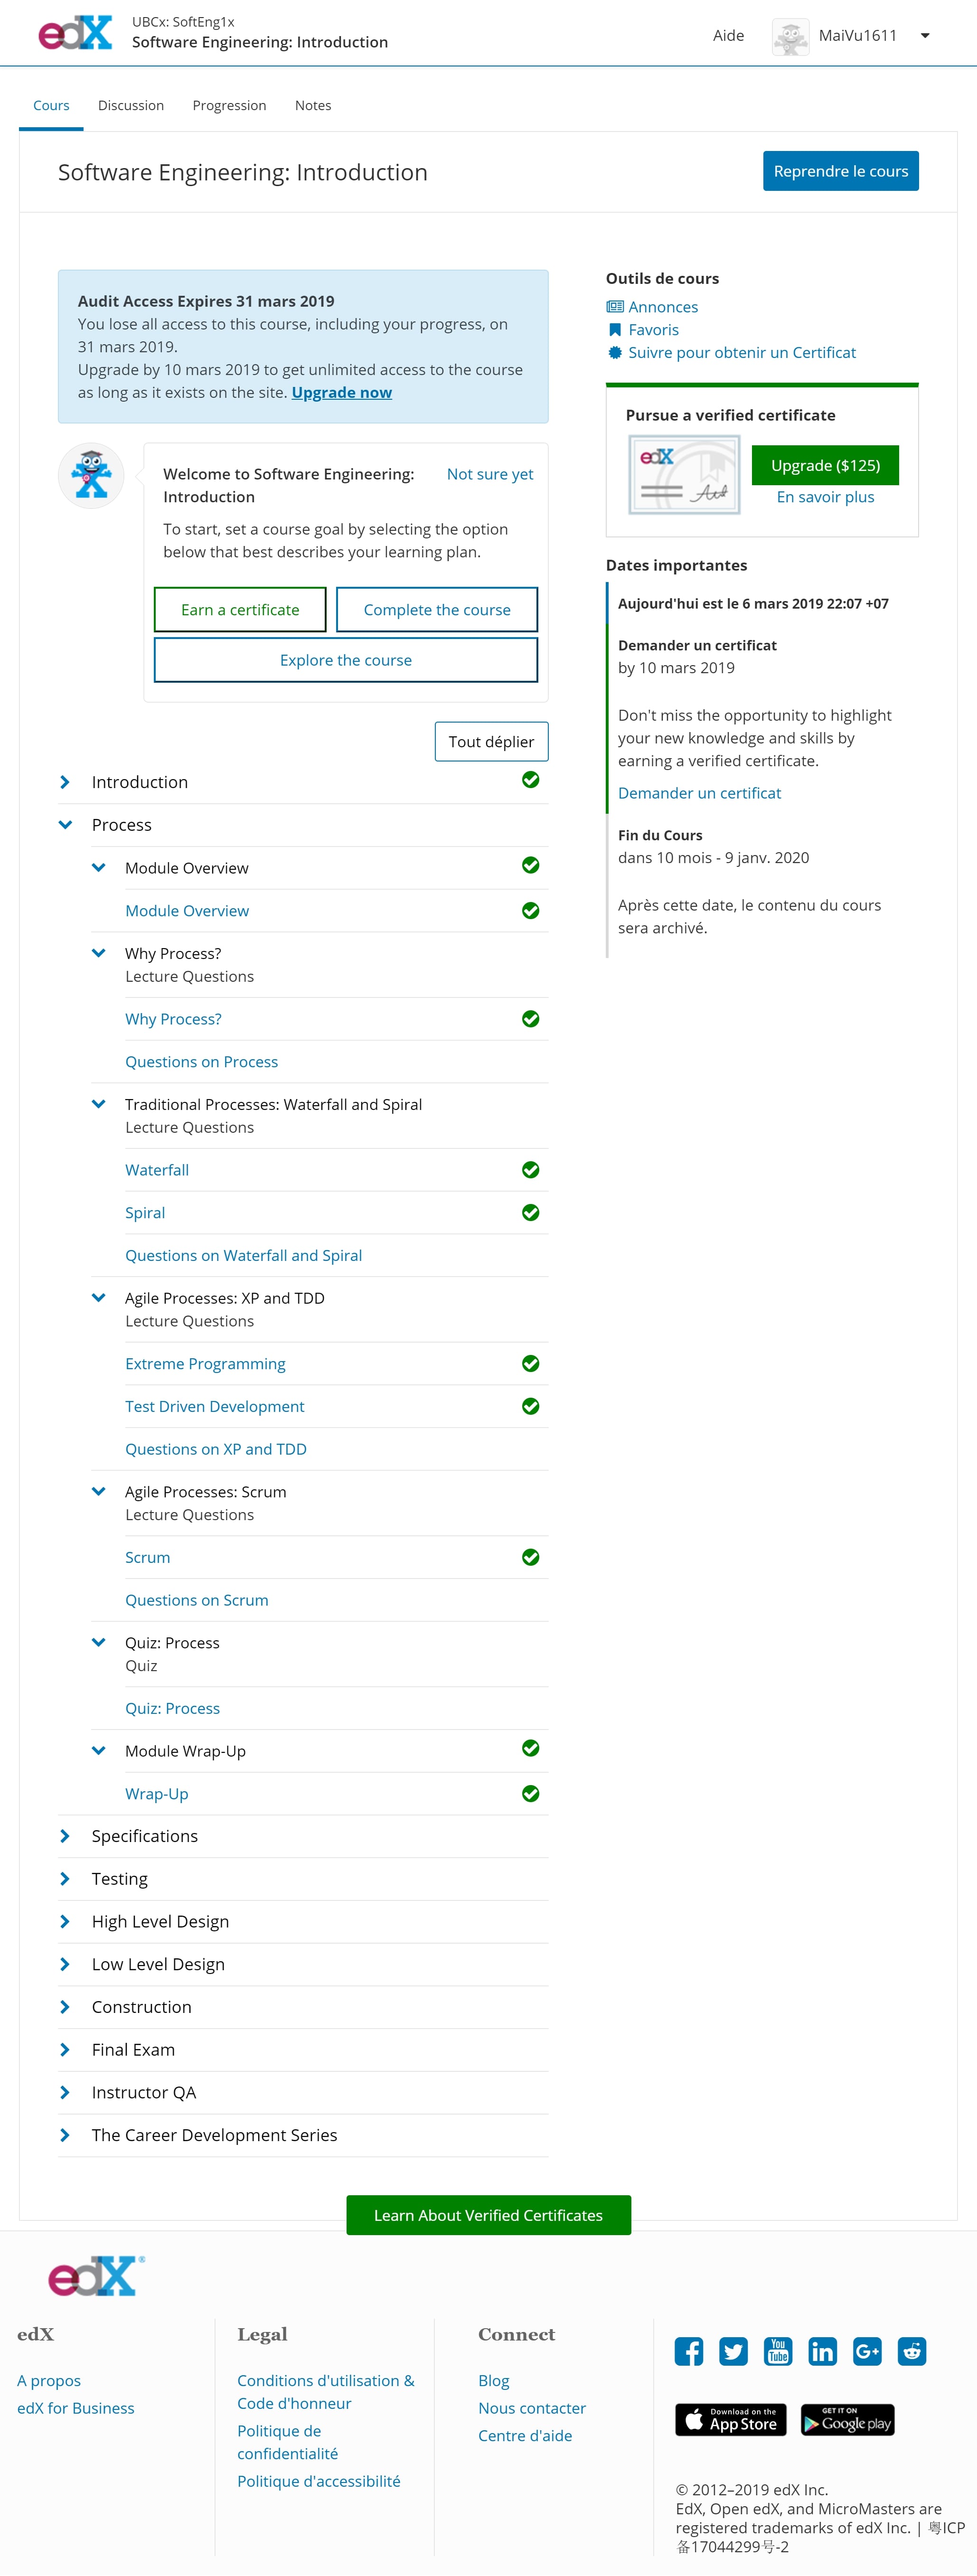 edX
UBCx: SoftEng1x
Software Engineering: Introduction
Aide
MaiVu1611
Cours
Discussion
Progression
Notes
Software Engineering: Introduction
Reprendre le cours
Audit Access Expires 31 mars 2019
You lose all access to this course, including your progress, on
31 mars 2019.
Upgrade by 10 mars 2019 to get unlimited access to the course
as long as it exists on the site. Upgrade now
Welcome to Software Engineering:
Introduction
Not sure yet
To start, set a course goal by selecting the option
below that best describes your learning plan.
Earn a certificate
Complete the course
Explore the course
Tout déplier
Introduction
Process
Module Overview
Module Overview
Why Process?
Lecture Questions
Why Process?
Questions on Process
Traditional Processes: Waterfall and Spiral
Lecture Questions
Waterfall
Spiral
Questions on Waterfall and Spiral
Agile Processes: XP and TDD
Lecture Questions
Extreme Programming
Test Driven Development
Questions on XP and TDD
Agile Processes: Scrum
Lecture Questions
Scrum
Questions on Scrum
Quiz: Process
Quiz
Quiz: Process
Module Wrap-Up
Wrap-Up
Specifications
Testing
High Level Design
Low Level Design
Construction
Final Exam
Instructor QA
The Career Development Series
Outils de cours
Annonces
Favoris
Suivre pour obtenir un Certificat
Pursue a verified certificate
edX
Upgrade ($125)
En savoir plus
Dates importantes
Aujourd'hui est le 6 mars 2019 22:07 +07
Demander un certificat
by 10 mars 2019
Don't miss the opportunity to highlight
your new knowledge and skills by
earning a verified certificate.
Demander un certificat
Fin du Cours
dans 10 mois - 9 janv. 2020
Après cette date, le contenu du cours
sera archivé.
Learn About Verified Certificates
edX®
edX
A propos
edX for Business
Legal
Conditions d'utilisation &
Code d'honneur
Politique de
confidentialité
Politique d'accessibilité
Connect
Blog
Nous contacter
Centre d'aide
You
Tube
in
G+
Download on the
App Store
GET IT ON
Google play
© 2012–2019 edX Inc.
EdX, Open edX, and MicroMasters are
registered trademarks of edX Inc. | 粤ICP
备17044299号-2